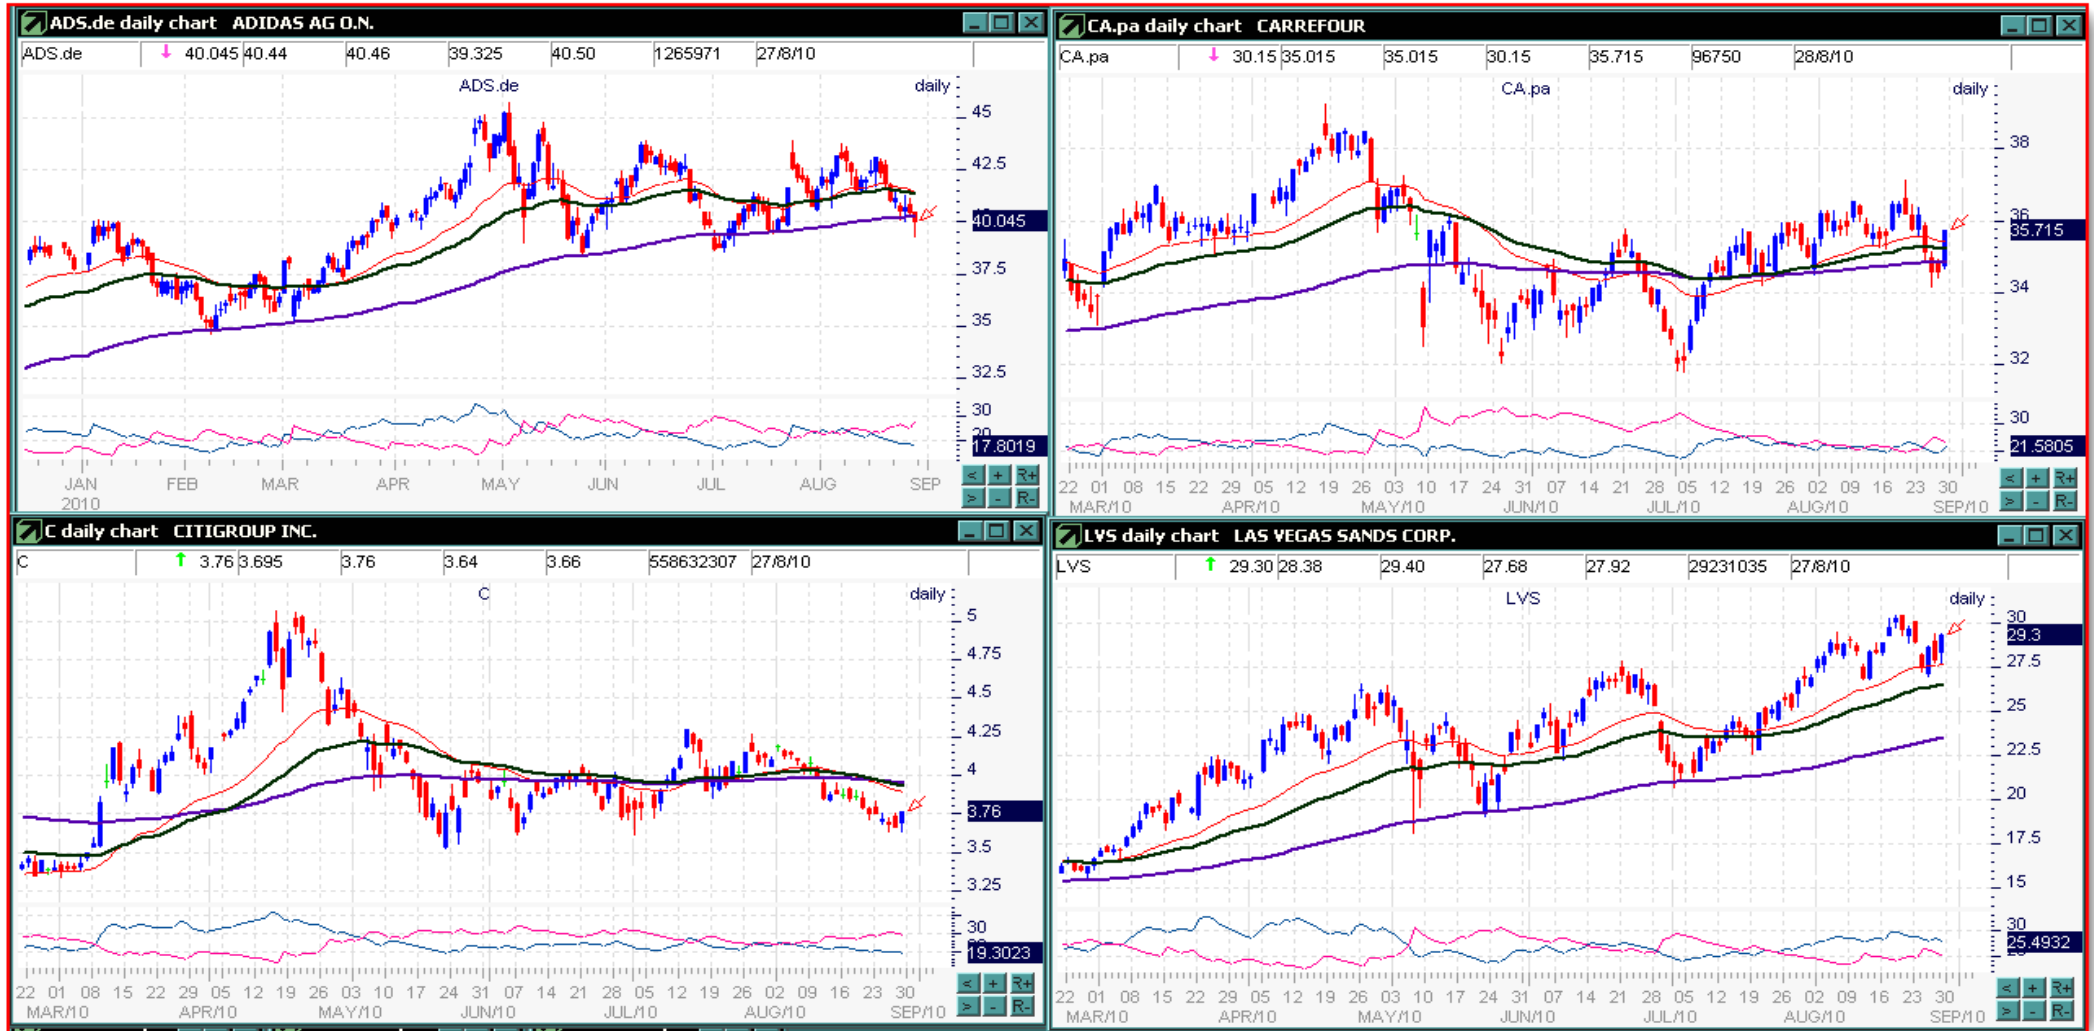 ADS.de daily chart ADIDAS AG O.N.
ADS.de 40.045 40.44 40.46 39.325 40.50 1265971 27/8/10
ADS.de daily
45
42.5
40.045
37.5
35
32.5
30
17.8019
JAN FEB MAR APR MAY JUN JUL AUG SEP
2010
< + R+
> - R-
CA.pa daily chart CARREFOUR
CA.pa 30.15 35.015 35.015 30.15 35.715 96750 28/8/10
CA.pa daily
38
36
35.715
34
32
30
21.5805
22 01 08 15 22 29 05 12 19 26 03 10 17 24 31 07 14 21 28 05 12 19 26 02 09 16 23 30
MAR/10 APR/10 MAY/10 JUN/10 JUL/10 AUG/10 SEP/10
< + R+
> - R-
C daily chart CITIGROUP INC.
C 3.76 3.695 3.76 3.64 3.66 558632307 27/8/10
C daily
5
4.75
4.5
4.25
4
3.76
3.5
3.25
30
19.3023
22 01 08 15 22 29 05 12 19 26 03 10 17 24 31 07 14 21 28 05 12 19 26 02 09 16 23 30
MAR/10 APR/10 MAY/10 JUN/10 JUL/10 AUG/10 SEP/10
< + R+
> - R-
LVS daily chart LAS VEGAS SANDS CORP.
LVS 29.30 28.38 29.40 27.68 27.92 29231035 27/8/10
LVS daily
30
29.3
27.5
25
22.5
20
17.5
15
30
25.4932
22 01 08 15 22 29 05 12 19 26 03 10 17 24 31 07 14 21 28 05 12 19 26 02 09 16 23 30
MAR/10 APR/10 MAY/10 JUN/10 JUL/10 AUG/10 SEP/10
< + R+
> - R-